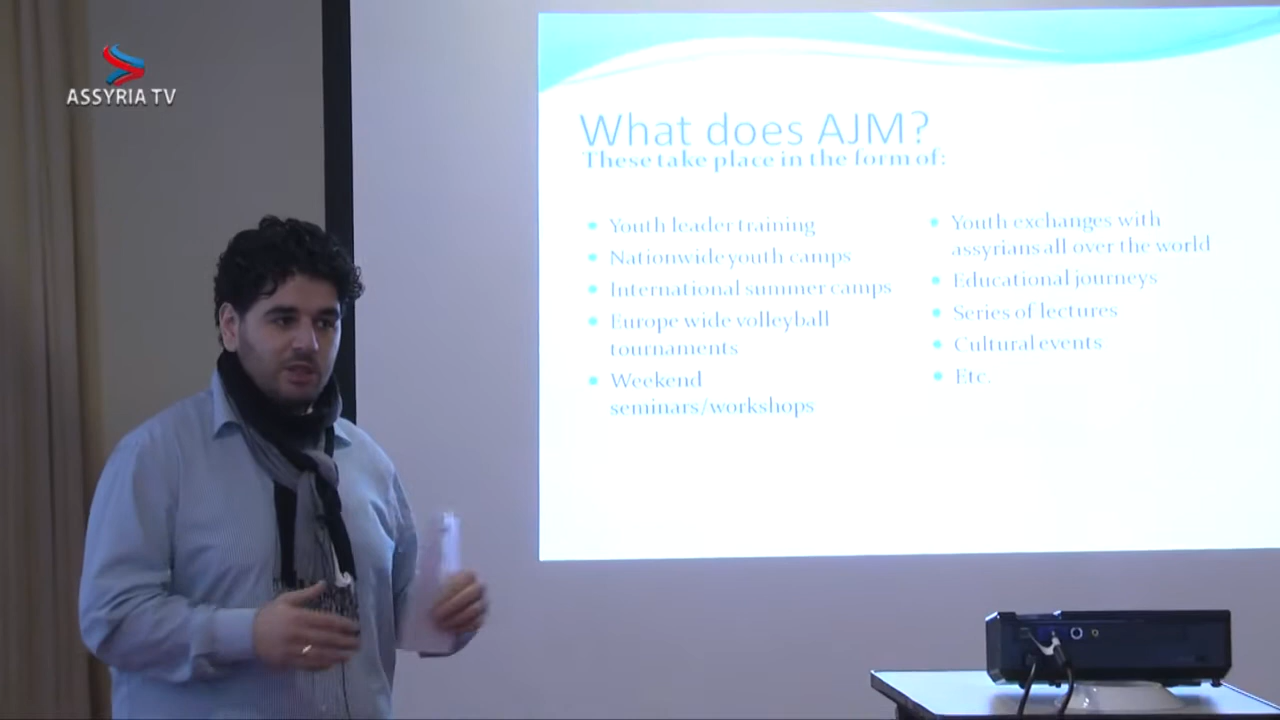 ASSYRIA TV
What does AJM?
These take place in the form of:
Youth leader training
Nationwide youth camps
International summer camps
Europe wide volleyball
tournaments
Weekend
seminars/workshops
Youth exchanges with
assyrians all over the world
Educational journeys
Series of lectures
Cultural events
Etc.